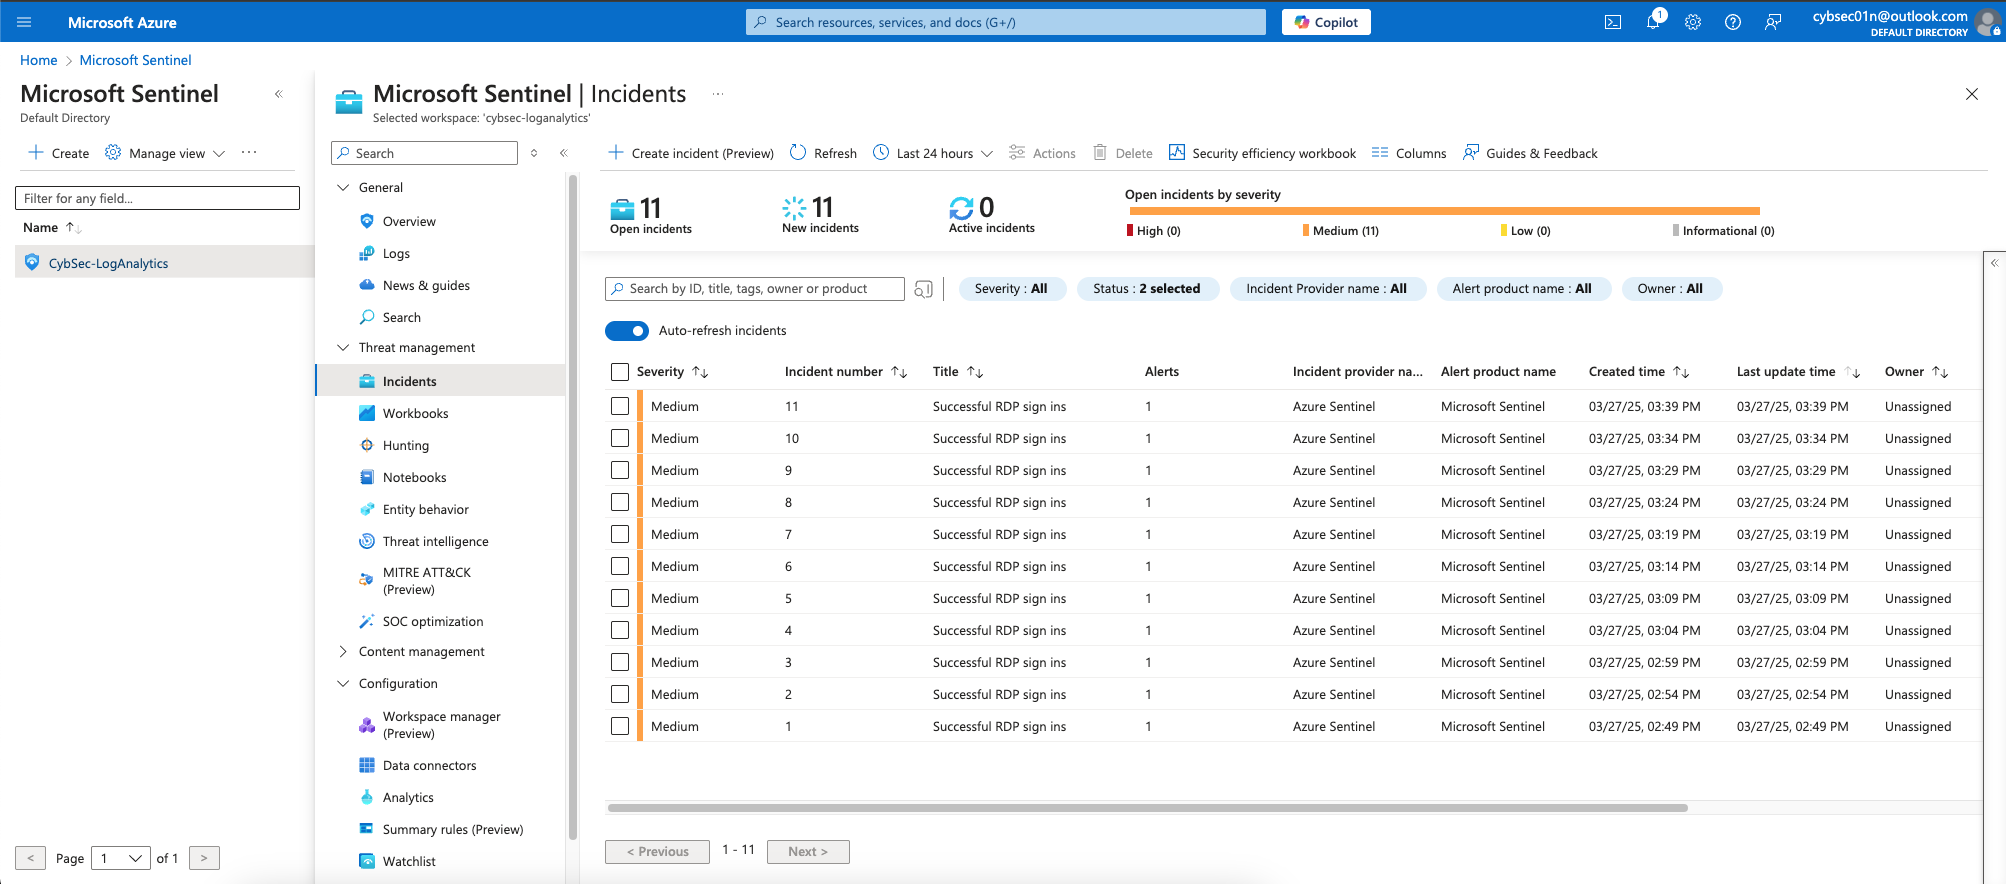 Microsoft Azure
Search resources, services, and docs (G+/)
Copilot
1
cybsec01n@outlook.com
DEFAULT DIRECTORY
Home > Microsoft Sentinel
Microsoft Sentinel
Default Directory
Create
Manage view
Filter for any field...
Name
CybSec-LogAnalytics
< Page 1 of 1 >
Microsoft Sentinel | Incidents
Selected workspace: 'cybsec-loganalytics'
Search
General
Overview
Logs
News & guides
Search
Threat management
Incidents
Workbooks
Hunting
Notebooks
Entity behavior
Threat intelligence
MITRE ATT&CK
(Preview)
SOC optimization
Content management
Configuration
Workspace manager
(Preview)
Data connectors
Analytics
Summary rules (Preview)
Watchlist
Create incident (Preview) Refresh Last 24 hours Actions Delete Security efficiency workbook Columns Guides & Feedback
11
Open incidents
11
New incidents
0
Active incidents
Open incidents by severity
High (0) Medium (11) Low (0) Informational (0)
Search by ID, title, tags, owner or product
Severity : All Status : 2 selected Incident Provider name : All Alert product name : All Owner : All
Auto-refresh incidents
Severity Incident number Title Alerts Incident provider na... Alert product name Created time Last update time Owner
Medium 11 Successful RDP sign ins 1 Azure Sentinel Microsoft Sentinel 03/27/25, 03:39 PM 03/27/25, 03:39 PM Unassigned
Medium 10 Successful RDP sign ins 1 Azure Sentinel Microsoft Sentinel 03/27/25, 03:34 PM 03/27/25, 03:34 PM Unassigned
Medium 9 Successful RDP sign ins 1 Azure Sentinel Microsoft Sentinel 03/27/25, 03:29 PM 03/27/25, 03:29 PM Unassigned
Medium 8 Successful RDP sign ins 1 Azure Sentinel Microsoft Sentinel 03/27/25, 03:24 PM 03/27/25, 03:24 PM Unassigned
Medium 7 Successful RDP sign ins 1 Azure Sentinel Microsoft Sentinel 03/27/25, 03:19 PM 03/27/25, 03:19 PM Unassigned
Medium 6 Successful RDP sign ins 1 Azure Sentinel Microsoft Sentinel 03/27/25, 03:14 PM 03/27/25, 03:14 PM Unassigned
Medium 5 Successful RDP sign ins 1 Azure Sentinel Microsoft Sentinel 03/27/25, 03:09 PM 03/27/25, 03:09 PM Unassigned
Medium 4 Successful RDP sign ins 1 Azure Sentinel Microsoft Sentinel 03/27/25, 03:04 PM 03/27/25, 03:04 PM Unassigned
Medium 3 Successful RDP sign ins 1 Azure Sentinel Microsoft Sentinel 03/27/25, 02:59 PM 03/27/25, 02:59 PM Unassigned
Medium 2 Successful RDP sign ins 1 Azure Sentinel Microsoft Sentinel 03/27/25, 02:54 PM 03/27/25, 02:54 PM Unassigned
Medium 1 Successful RDP sign ins 1 Azure Sentinel Microsoft Sentinel 03/27/25, 02:49 PM 03/27/25, 02:49 PM Unassigned
< Previous 1 - 11 Next >